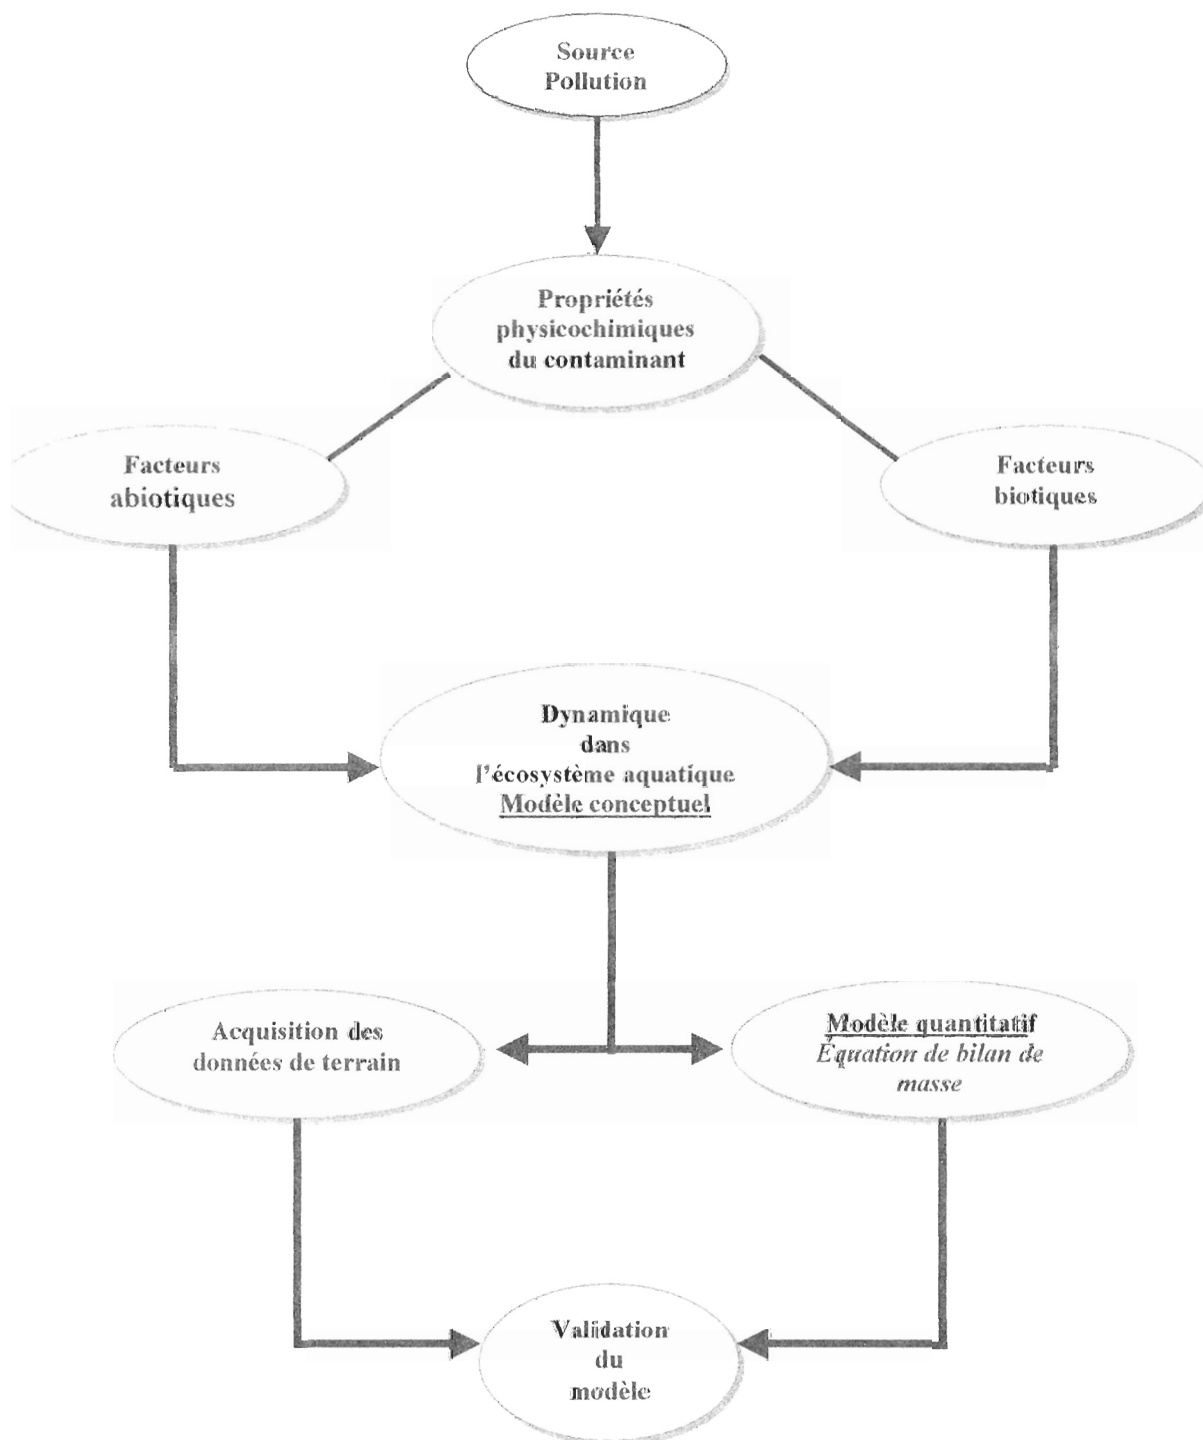 Source
Pollution
Propriétés
physicochimiques
du contaminant
Facteurs
abiotiques
Facteurs
biotiques
Dynamique
dans
l'écosystème aquatique
Modèle conceptuel
Acquisition des
données de terrain
Modèle quantitatif
Équation de bilan de
masse
Validation
du
modèle